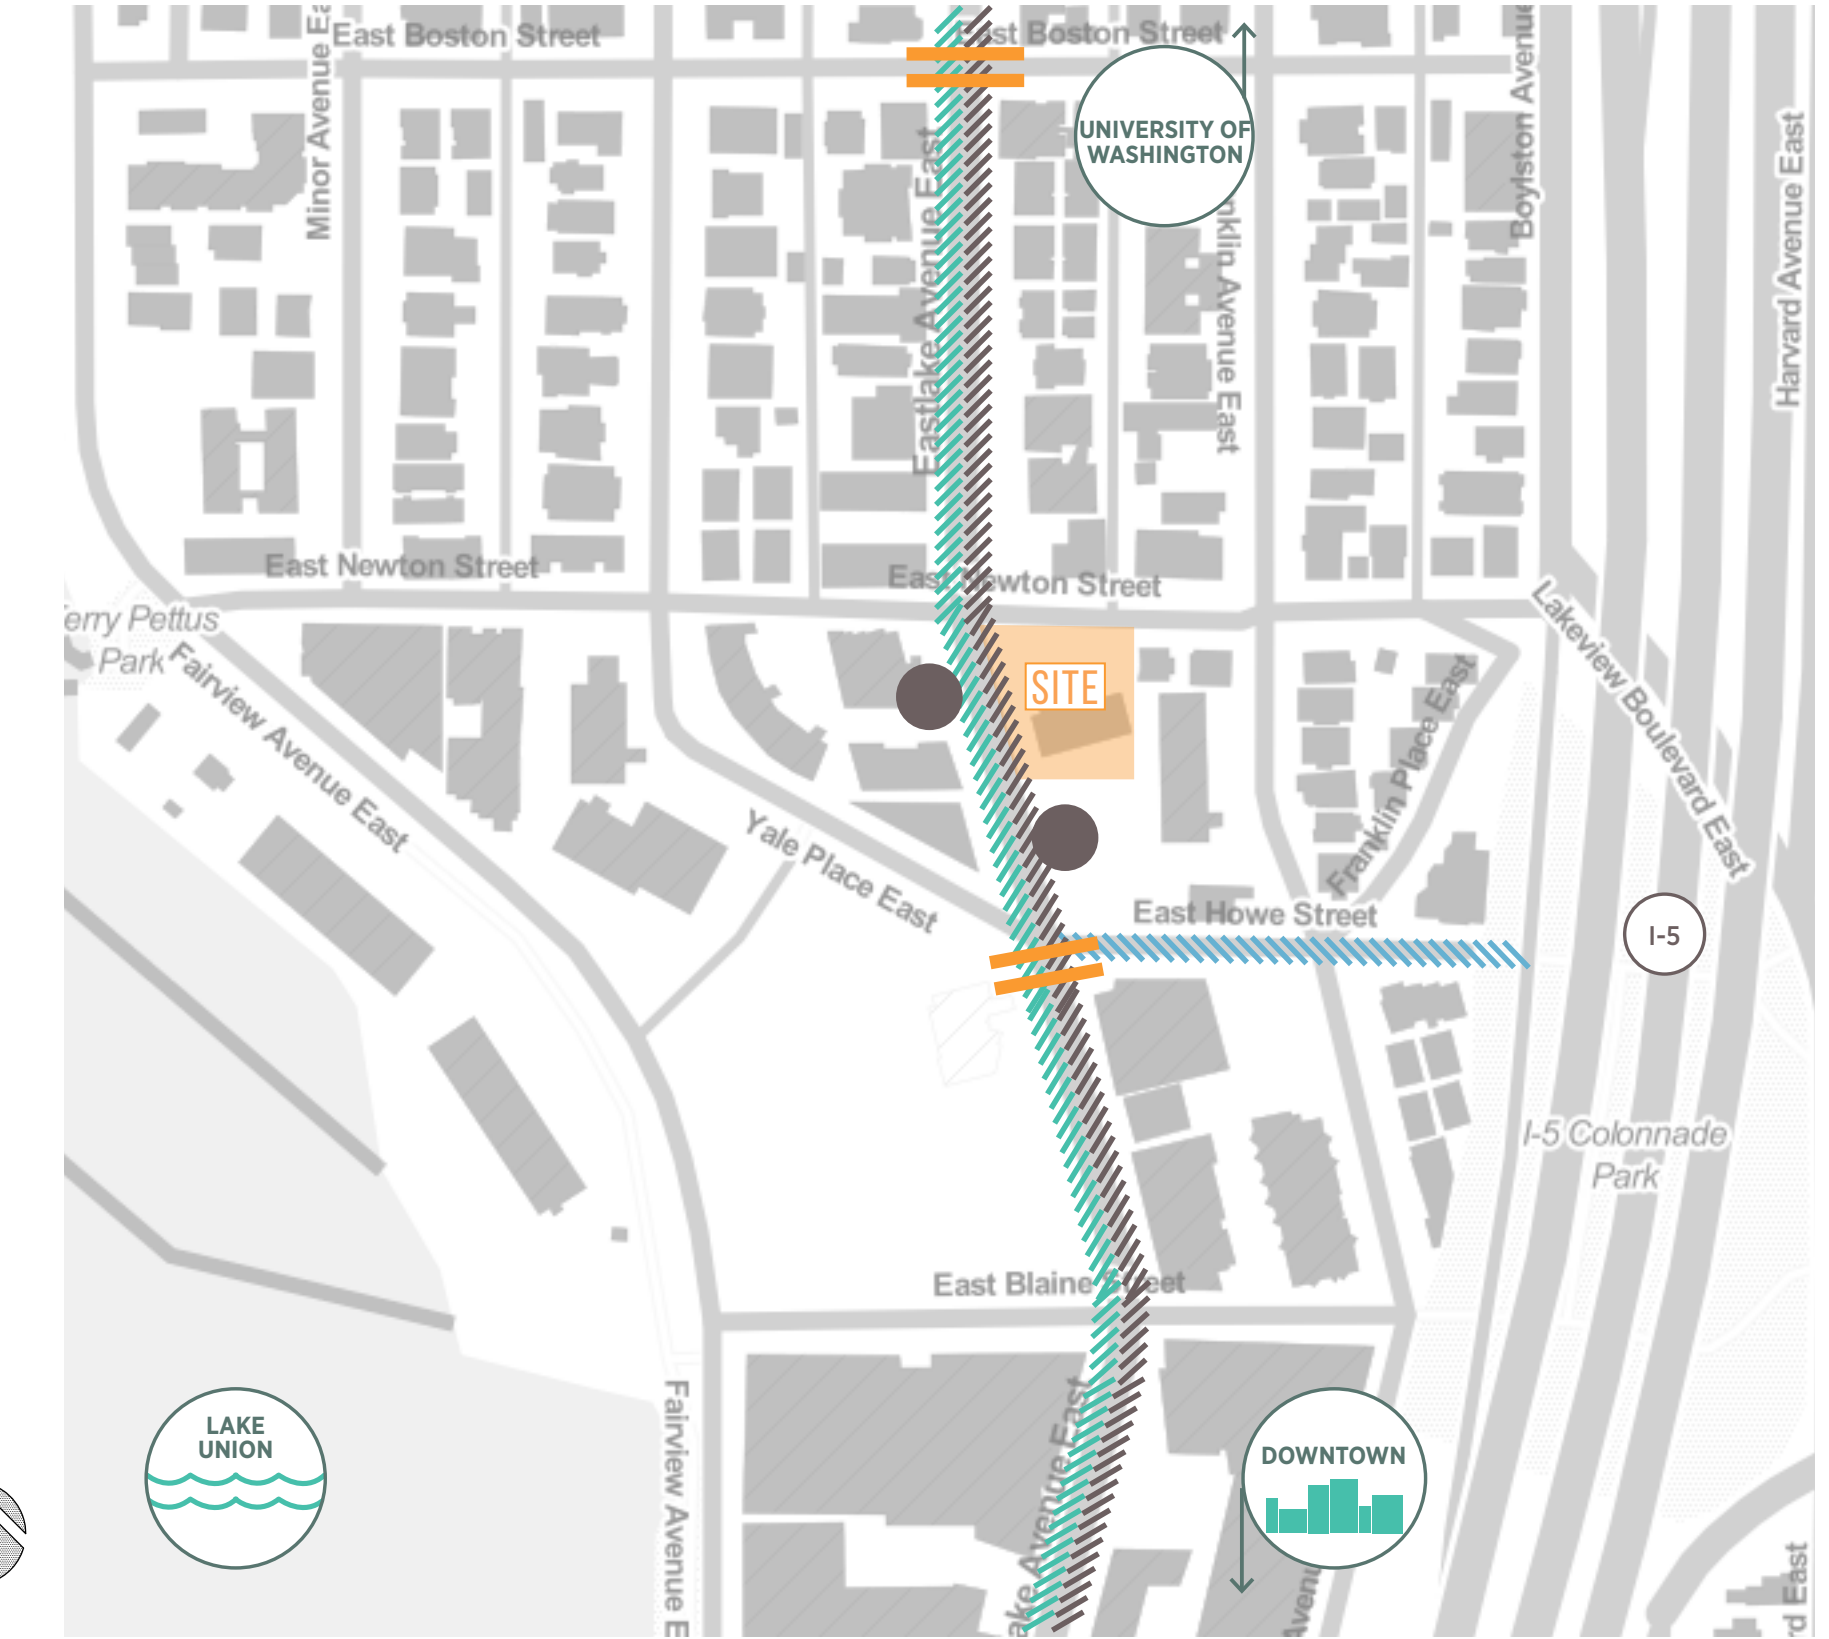 East Boston Street
East Boston Street
Minor Avenue Ea
UNIVERSITY OF
WASHINGTON
Boylston Avenue
Harvard Avenue East
Eastlake Avenue East
nklin Avenue East
East Newton Street
East Newton Street
erry Pettus
Park
Fairview Avenue East
SITE
Lakeview Boulevard East
Franklin Place East
Yale Place East
East Howe Street
I-5
I-5 Colonnade
Park
East Blaine Street
LAKE
UNION
Fairview Avenue E
ake Avenue East
DOWNTOWN
Avenu
rd East